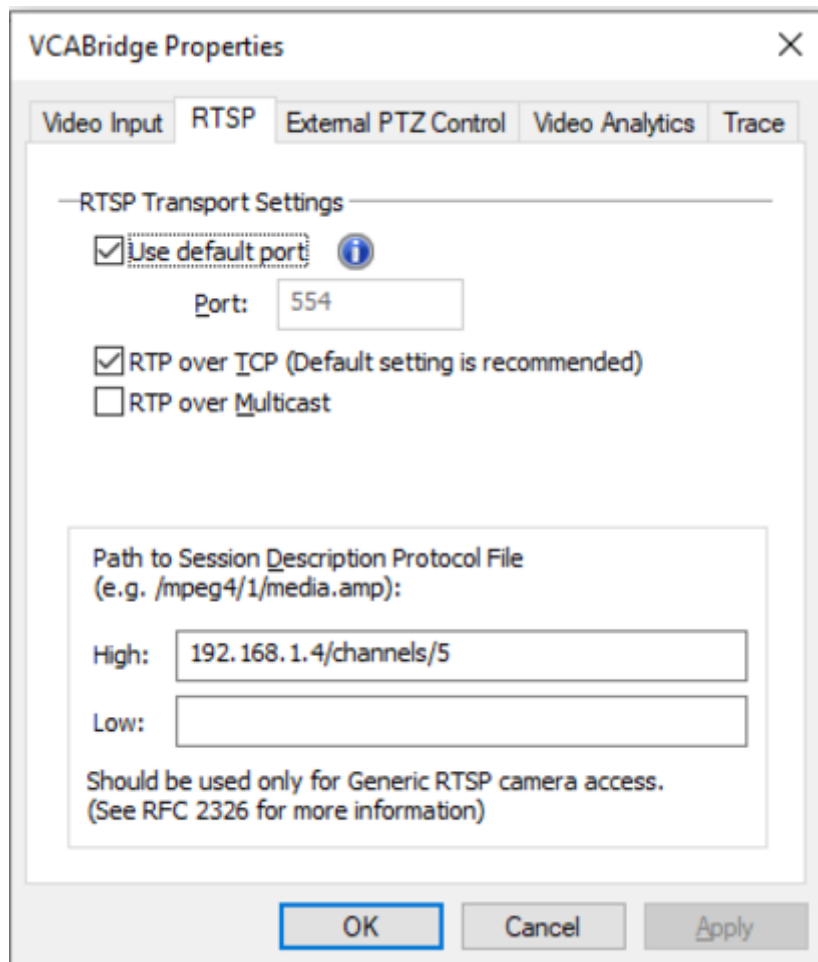 VCABridge Properties
Video Input RTSP External PTZ Control Video Analytics Trace
RTSP Transport Settings
Use default port
Port: 554
RTP over TCP (Default setting is recommended)
RTP over Multicast
Path to Session Description Protocol File
(e.g. /mpeg4/1/media.amp):
High: 192.168.1.4/channels/5
Low:
Should be used only for Generic RTSP camera access.
(See RFC 2326 for more information)
OK Cancel Apply